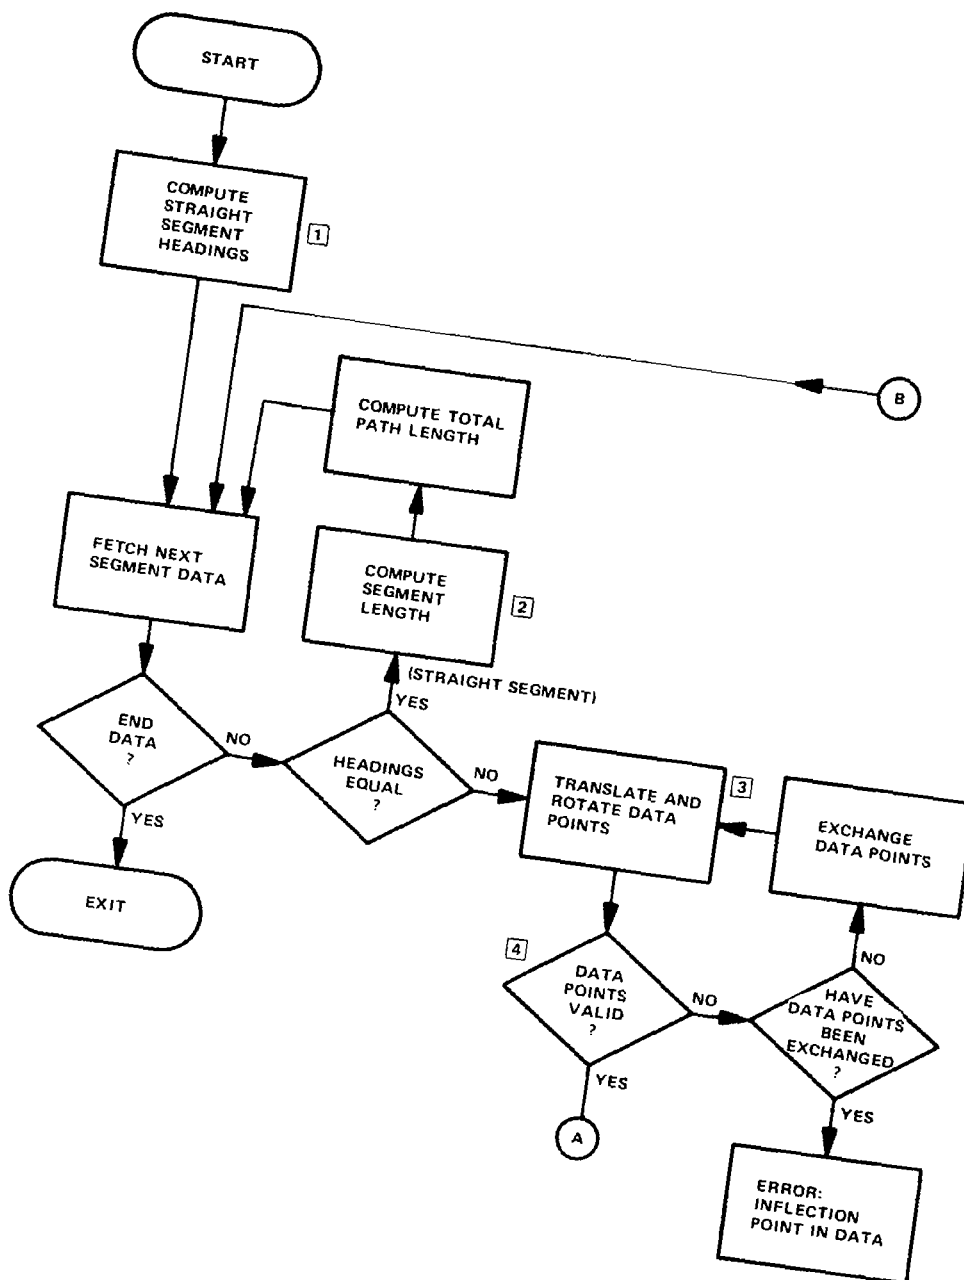 START
COMPUTE
STRAIGHT
SEGMENT
HEADINGS
1
B
COMPUTE TOTAL
PATH LENGTH
FETCH NEXT
SEGMENT DATA
COMPUTE
SEGMENT
LENGTH
2
(STRAIGHT SEGMENT)
YES
END
DATA
?
NO
HEADINGS
EQUAL
?
NO
YES
EXIT
TRANSLATE AND
ROTATE DATA
POINTS
3
EXCHANGE
DATA POINTS
4
DATA
POINTS
VALID
?
NO
NO
HAVE
DATA POINTS
BEEN
EXCHANGED
?
YES
A
YES
ERROR:
INFLECTION
POINT IN DATA